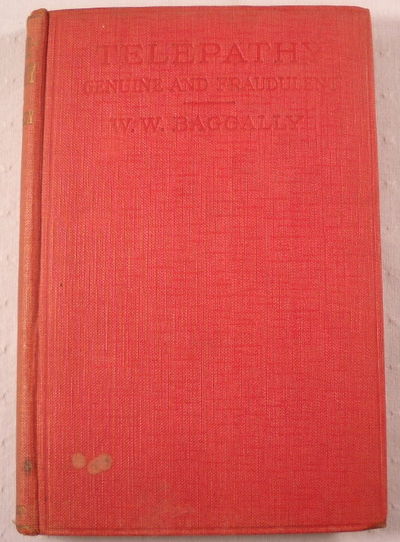 TELEPATHY
GENUINE AND FRAUDULENT
W. W. BAGGALLY